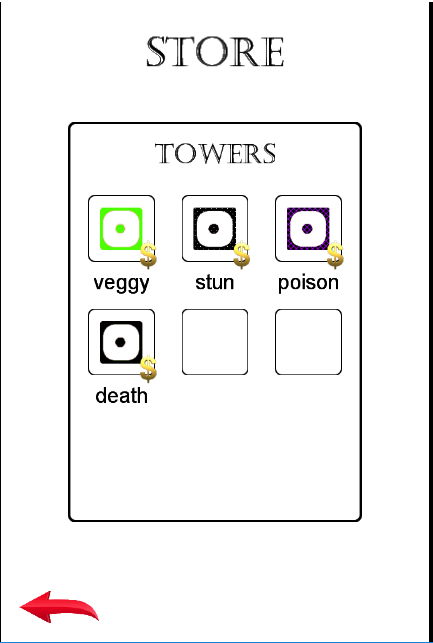 STORE
TOWERS
$ $ $
veggy stun poison
$
death